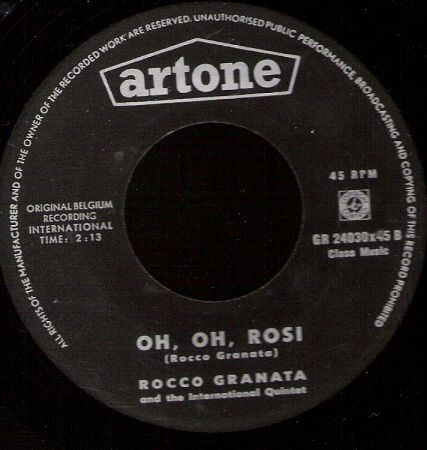 ALL RIGHTS OF THE MANUFACTURER AND OF THE OWNER OF THE RECORDED WORK ARE RESERVED. UNAUTHORISED PUBLIC PERFORMANCE, BROADCASTING AND COPYING OF THIS RECORD PROHIBITED
artone
45 RPM
ORIGINAL BELGIUM
RECORDING
INTERNATIONAL
TIME: 2:13
GR 24030x45 B
Class Music
OH, OH, ROSI
(Rocco Granata)
ROCCO GRANATA
and the International Quintet